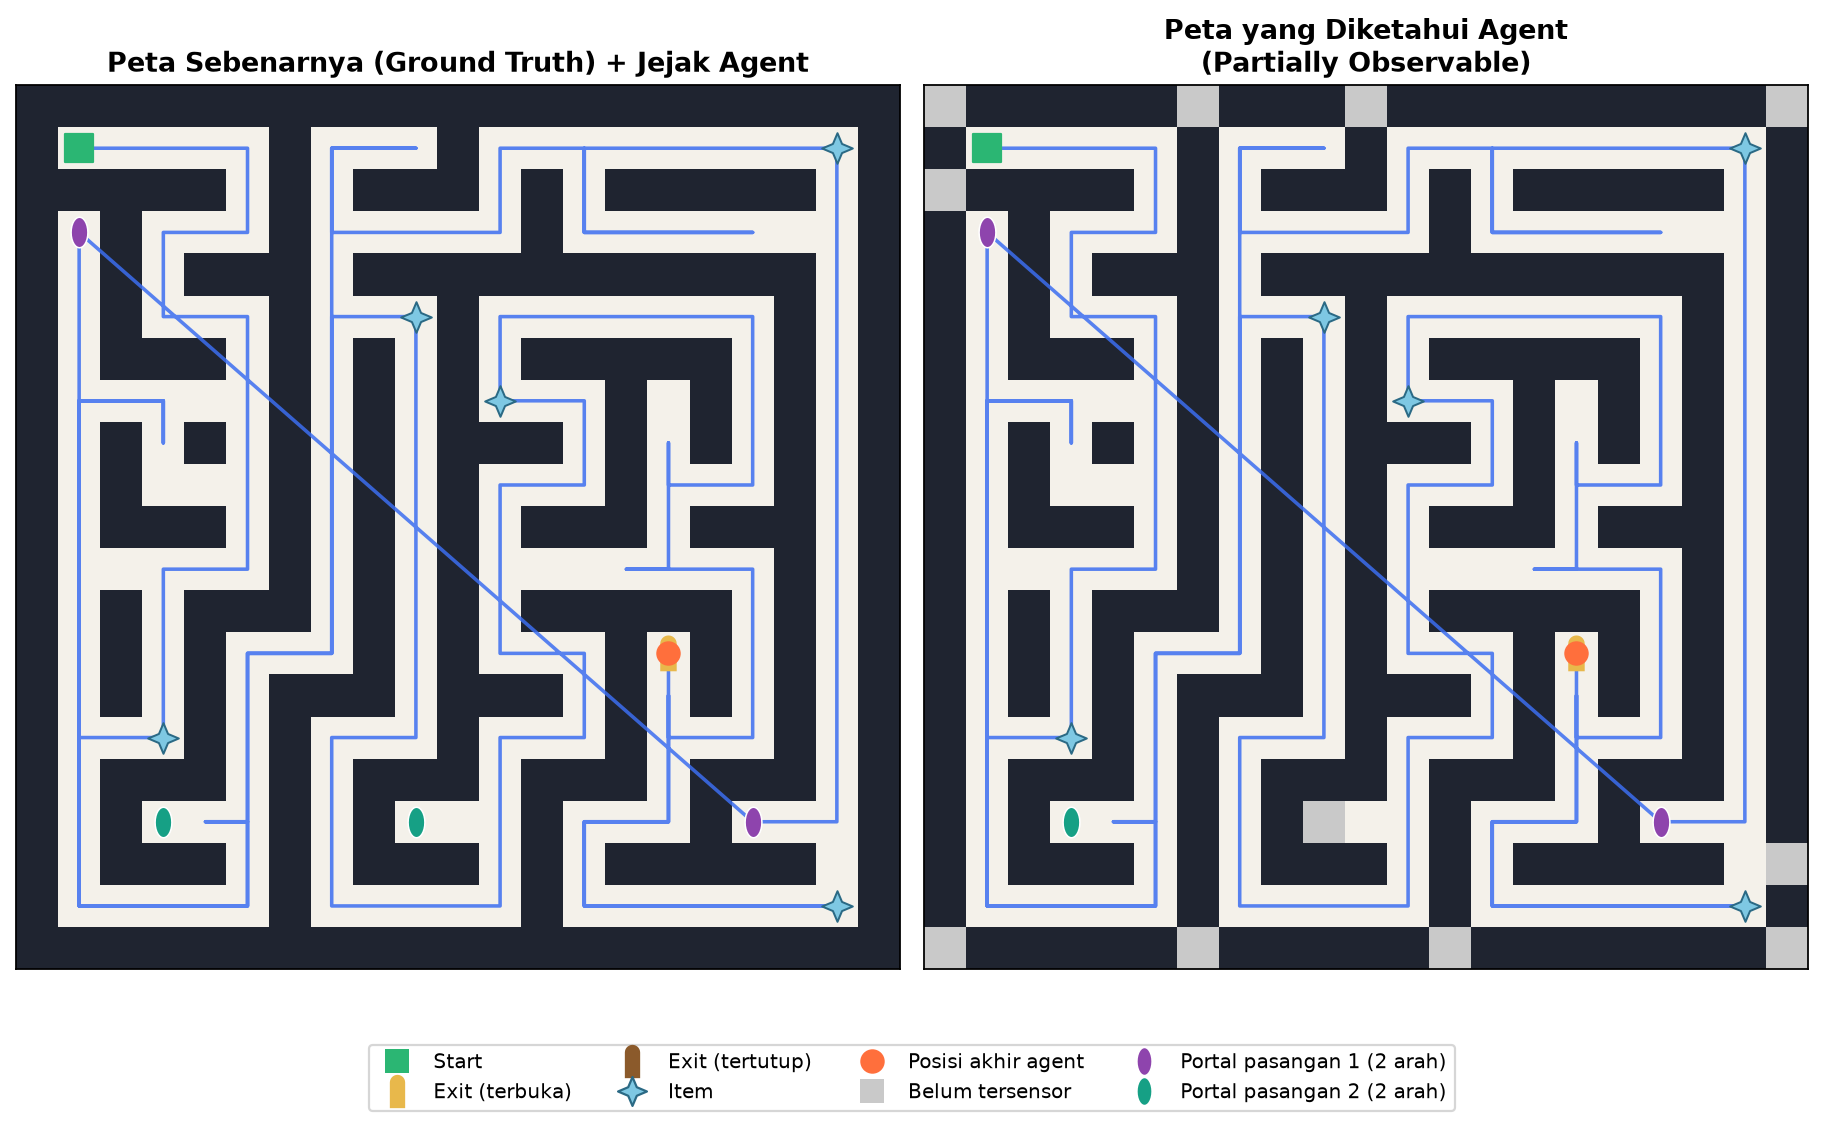 Peta Sebenarnya (Ground Truth) + Jejak Agent
Peta yang Diketahui Agent
(Partially Observable)
Start
Exit (terbuka)
Exit (tertutup)
Item
Posisi akhir agent
Belum tersensor
Portal pasangan 1 (2 arah)
Portal pasangan 2 (2 arah)